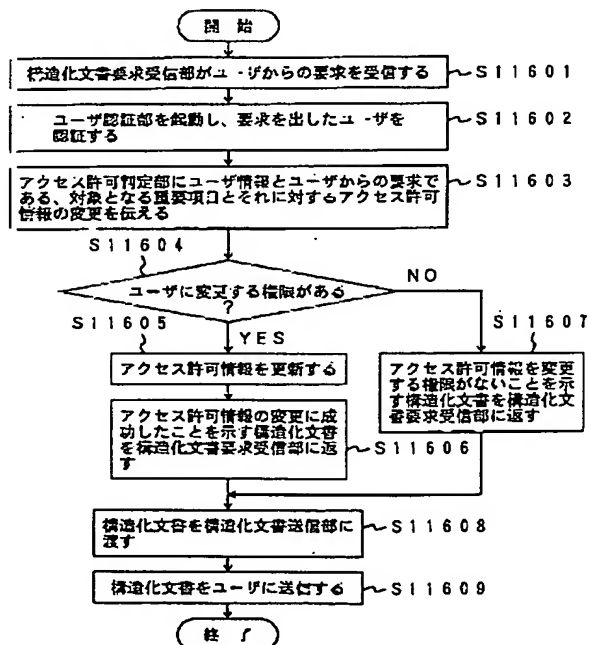 開 始
構造化文書要求受信部がユーザからの要求を受信する
S11601
ユーザ認証部を起動し、要求を出したユーザを
認証する
S11602
アクセス許可判定部にユーザ情報とユーザからの要求で
ある、対象となる重要項目とそれに対するアクセス許可
情報の変更を伝える
S11603
S11604
ユーザに変更する権限がある
?
NO
YES
S11605
アクセス許可情報を更新する
アクセス許可情報の変更に成
功したことを示す構造化文書
を構造化文書要求受信部に返
す
S11606
S11607
アクセス許可情報を変更
する権限がないことを示
す構造化文書を構造化文
書要求受信部に返す
構造化文書を構造化文書送信部に
渡す
S11608
構造化文書をユーザに送信する
S11609
終 了